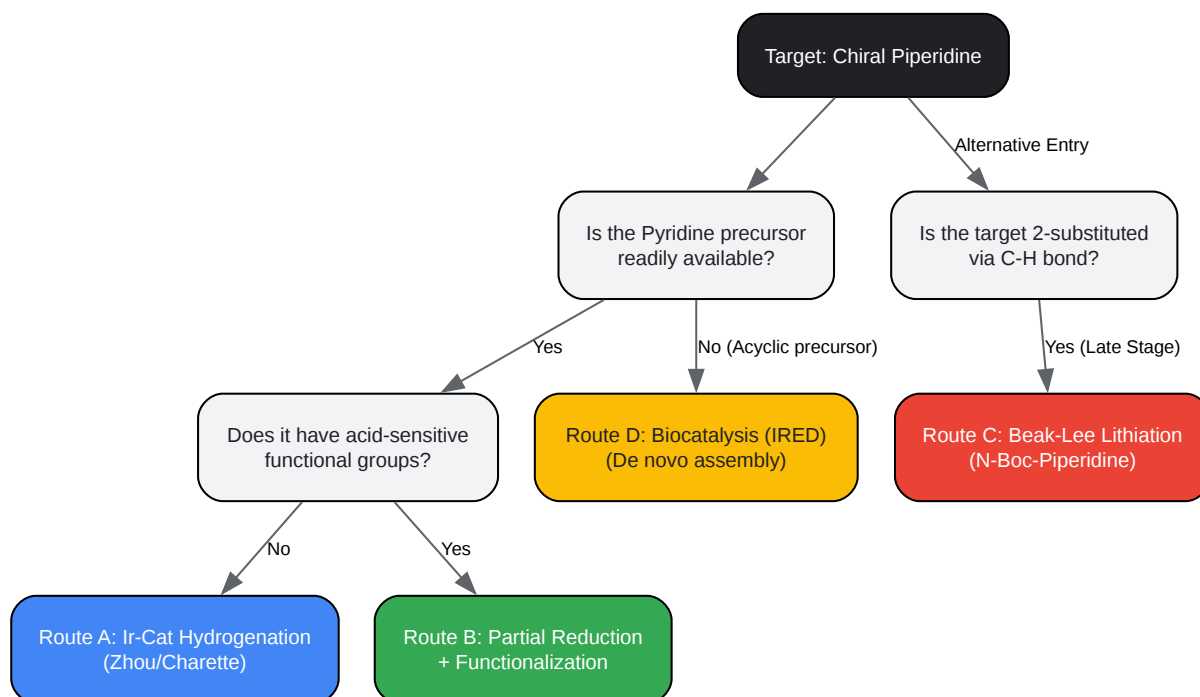 Target: Chiral Piperidine
Alternative Entry
Is the Pyridine precursor
readily available?
Is the target 2-substituted
via C-H bond?
Yes
No (Acyclic precursor)
Yes (Late Stage)
Does it have acid-sensitive
functional groups?
Route D: Biocatalysis (IRED)
(De novo assembly)
Route C: Beak-Lee Lithiation
(N-Boc-Piperidine)
No
Yes
Route A: Ir-Cat Hydrogenation
(Zhou/Charette)
Route B: Partial Reduction
+ Functionalization